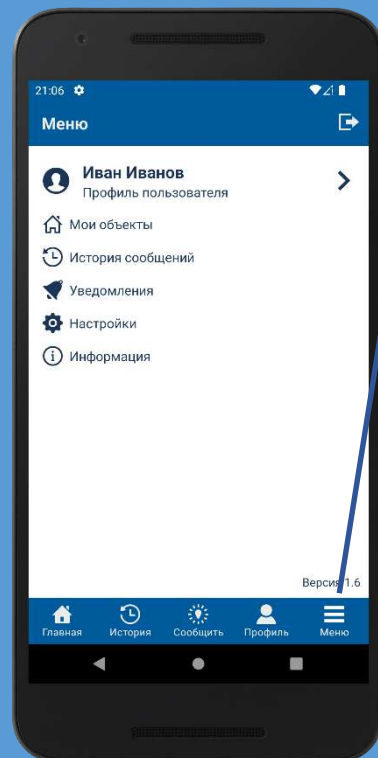 21:06
Меню
Иван Иванов
Профиль пользователя
Мои объекты
История сообщений
Уведомления
Настройки
Информация
Версия 1.6
Главная История Сообщить Профиль Меню